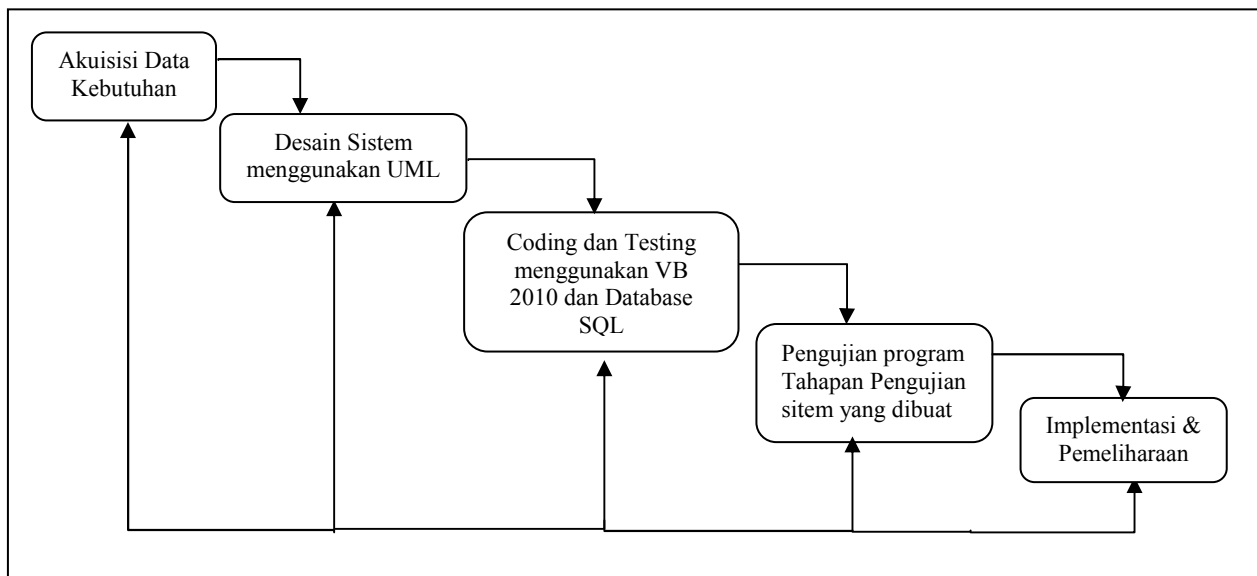 Akuisisi Data
Kebutuhan
Desain Sistem
menggunakan UML
Coding dan Testing
menggunakan VB
2010 dan Database
SQL
Pengujian program
Tahapan Pengujian
sitem yang dibuat
Implementasi &
Pemeliharaan